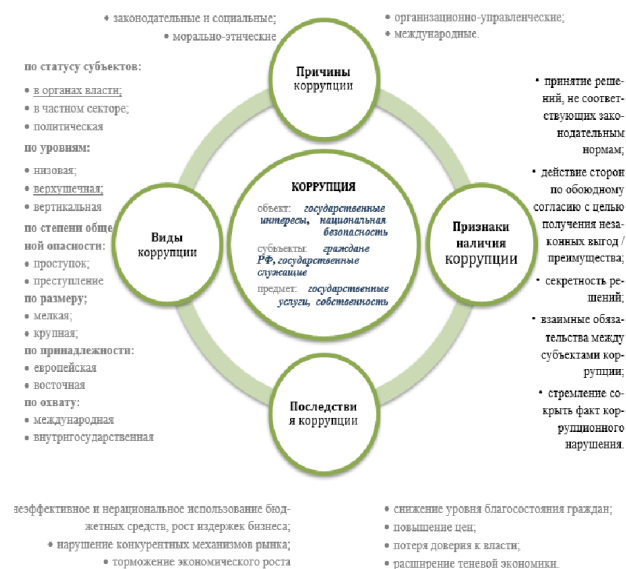 • законодательные и социальные;
• морально-этнические
• организационно-управленческие;
• международные.
Причины
коррупции
по статусу субъектов:
• в органах власти;
• в частном секторе;
• политическая
по уровням:
• низовая;
• верхушечная;
• вертикальная
по степени обще
ной опасности:
• проступок;
• преступление
по размеру;
• мелкая;
• крупная;
по принадлежности:
• европейская
• восточная
по охвату:
• международная
• внутригосударственная
Виды
коррупции
КОРРУПЦИЯ
объект: государственные
интересы, национальная
безопасность
субъекты: граждане
РФ, государственные
служащие
предмет: государственные
услуги, собственность
Признаки
наличия
коррупции
• принятие реше-
ний, не соответ-
ствующих зако-
нодательным
нормам;
• действие сторон
по обоюдному
согласию с целью
получения неза-
конных выгод /
преимущества;
• секретность ре-
шений;
• взаимные обяза-
тельства между
субъектами кор-
рупции;
• стремление со-
крыть факт кор-
рупционного
нарушения.
Последстви
я коррупции
неэффективное и нерациональное использование бюд-
жетных средств, рост издержек бизнеса;
• нарушение конкурентных механизмов рынка;
• торможение экономического роста
• снижение уровня благосостояния граждан;
• повышение цен;
• потеря доверия к власти;
• расширение теневой экономики.